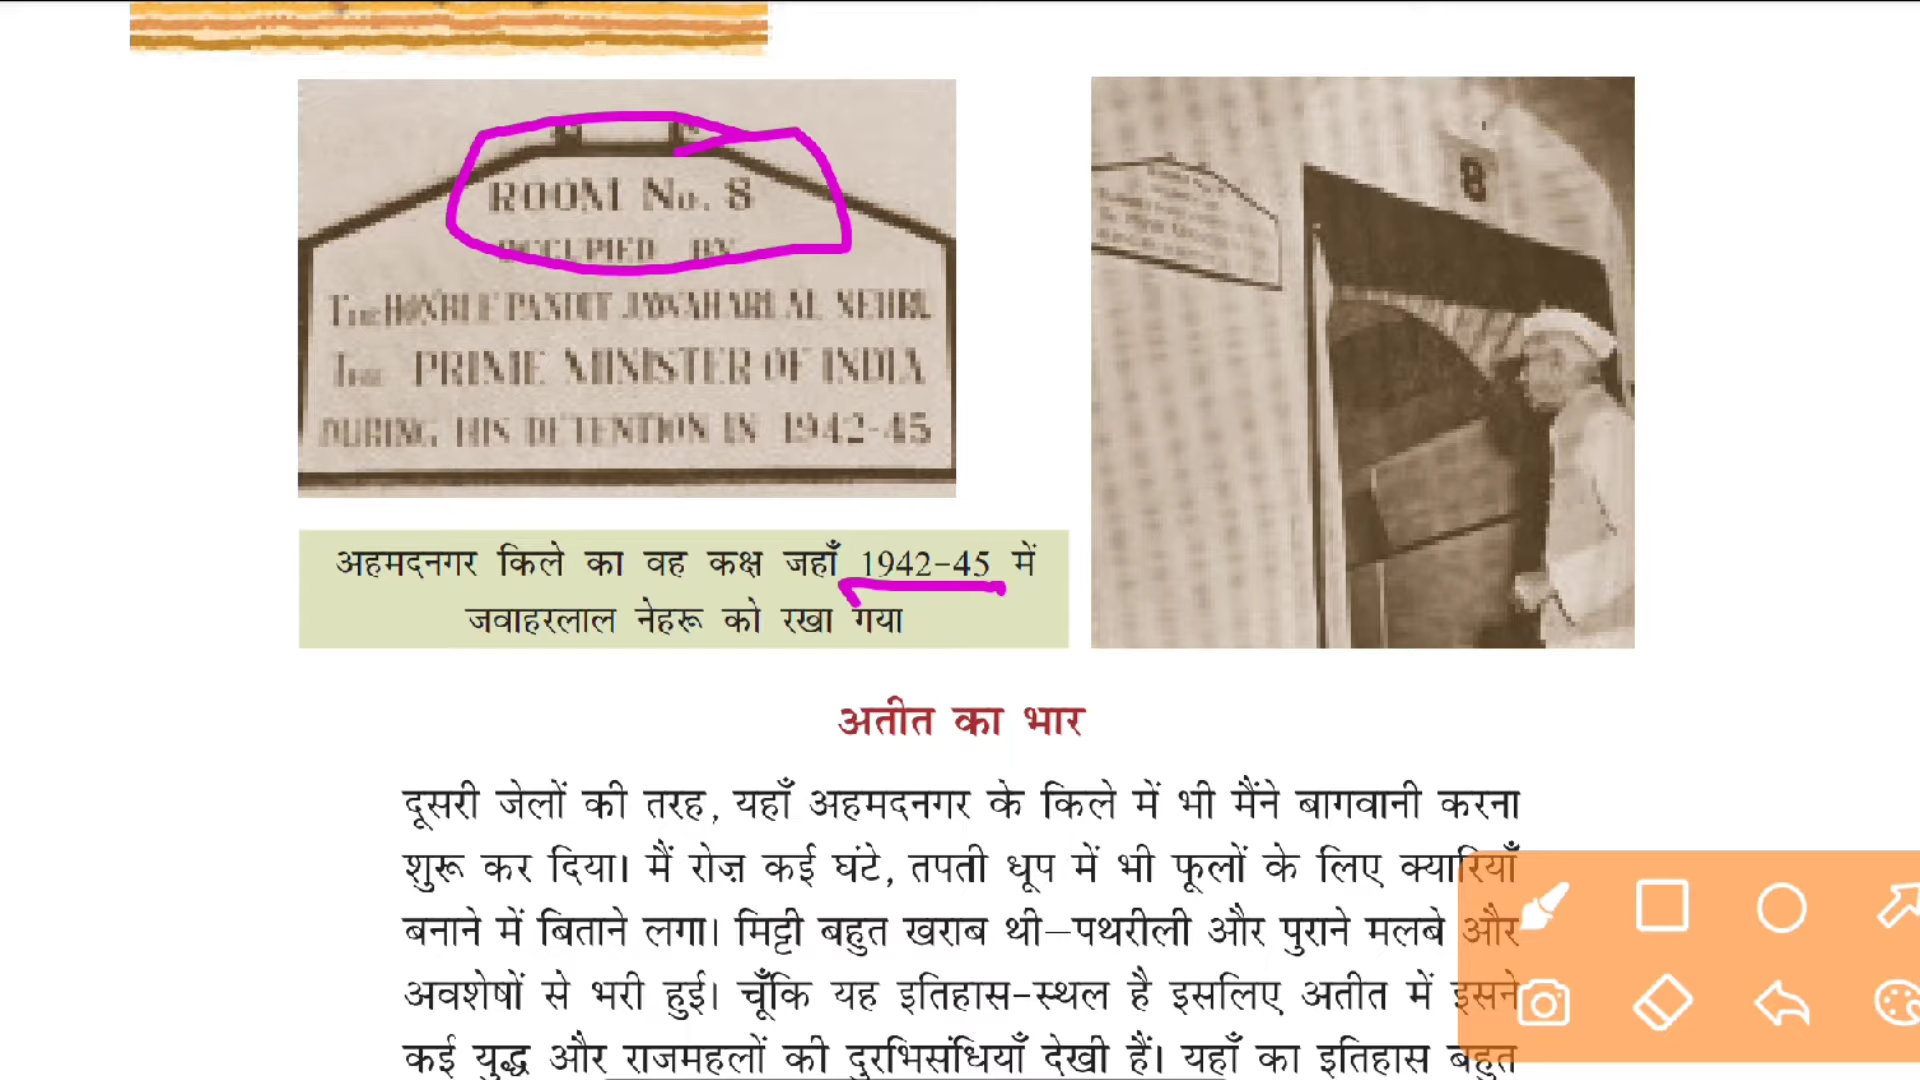 ROOM No. 8
OCCUPIED BY
THE HON'BLE PANDIT JAWAHARLAL NEHRU
THE PRIME MINISTER OF INDIA
DURING HIS DETENTION IN 1942-45
8
अहमदनगर किले का वह कक्ष जहाँ 1942-45 में
जवाहरलाल नेहरू को रखा गया
अतीत का भार
दूसरी जेलों की तरह, यहाँ अहमदनगर के किले में भी मैंने बागवानी करना
शुरू कर दिया। मैं रोज़ कई घंटे, तपती धूप में भी फूलों के लिए क्यारियाँ
बनाने में बिताने लगा। मिट्टी बहुत खराब थी—पथरीली और पुराने मलबे और
अवशेषों से भरी हुई। चूँकि यह इतिहास-स्थल है इसलिए अतीत में इसने
कई युद्ध और राजमहलों की दुरभिसंधियाँ देखी हैं। यहाँ का इतिहास बहुत